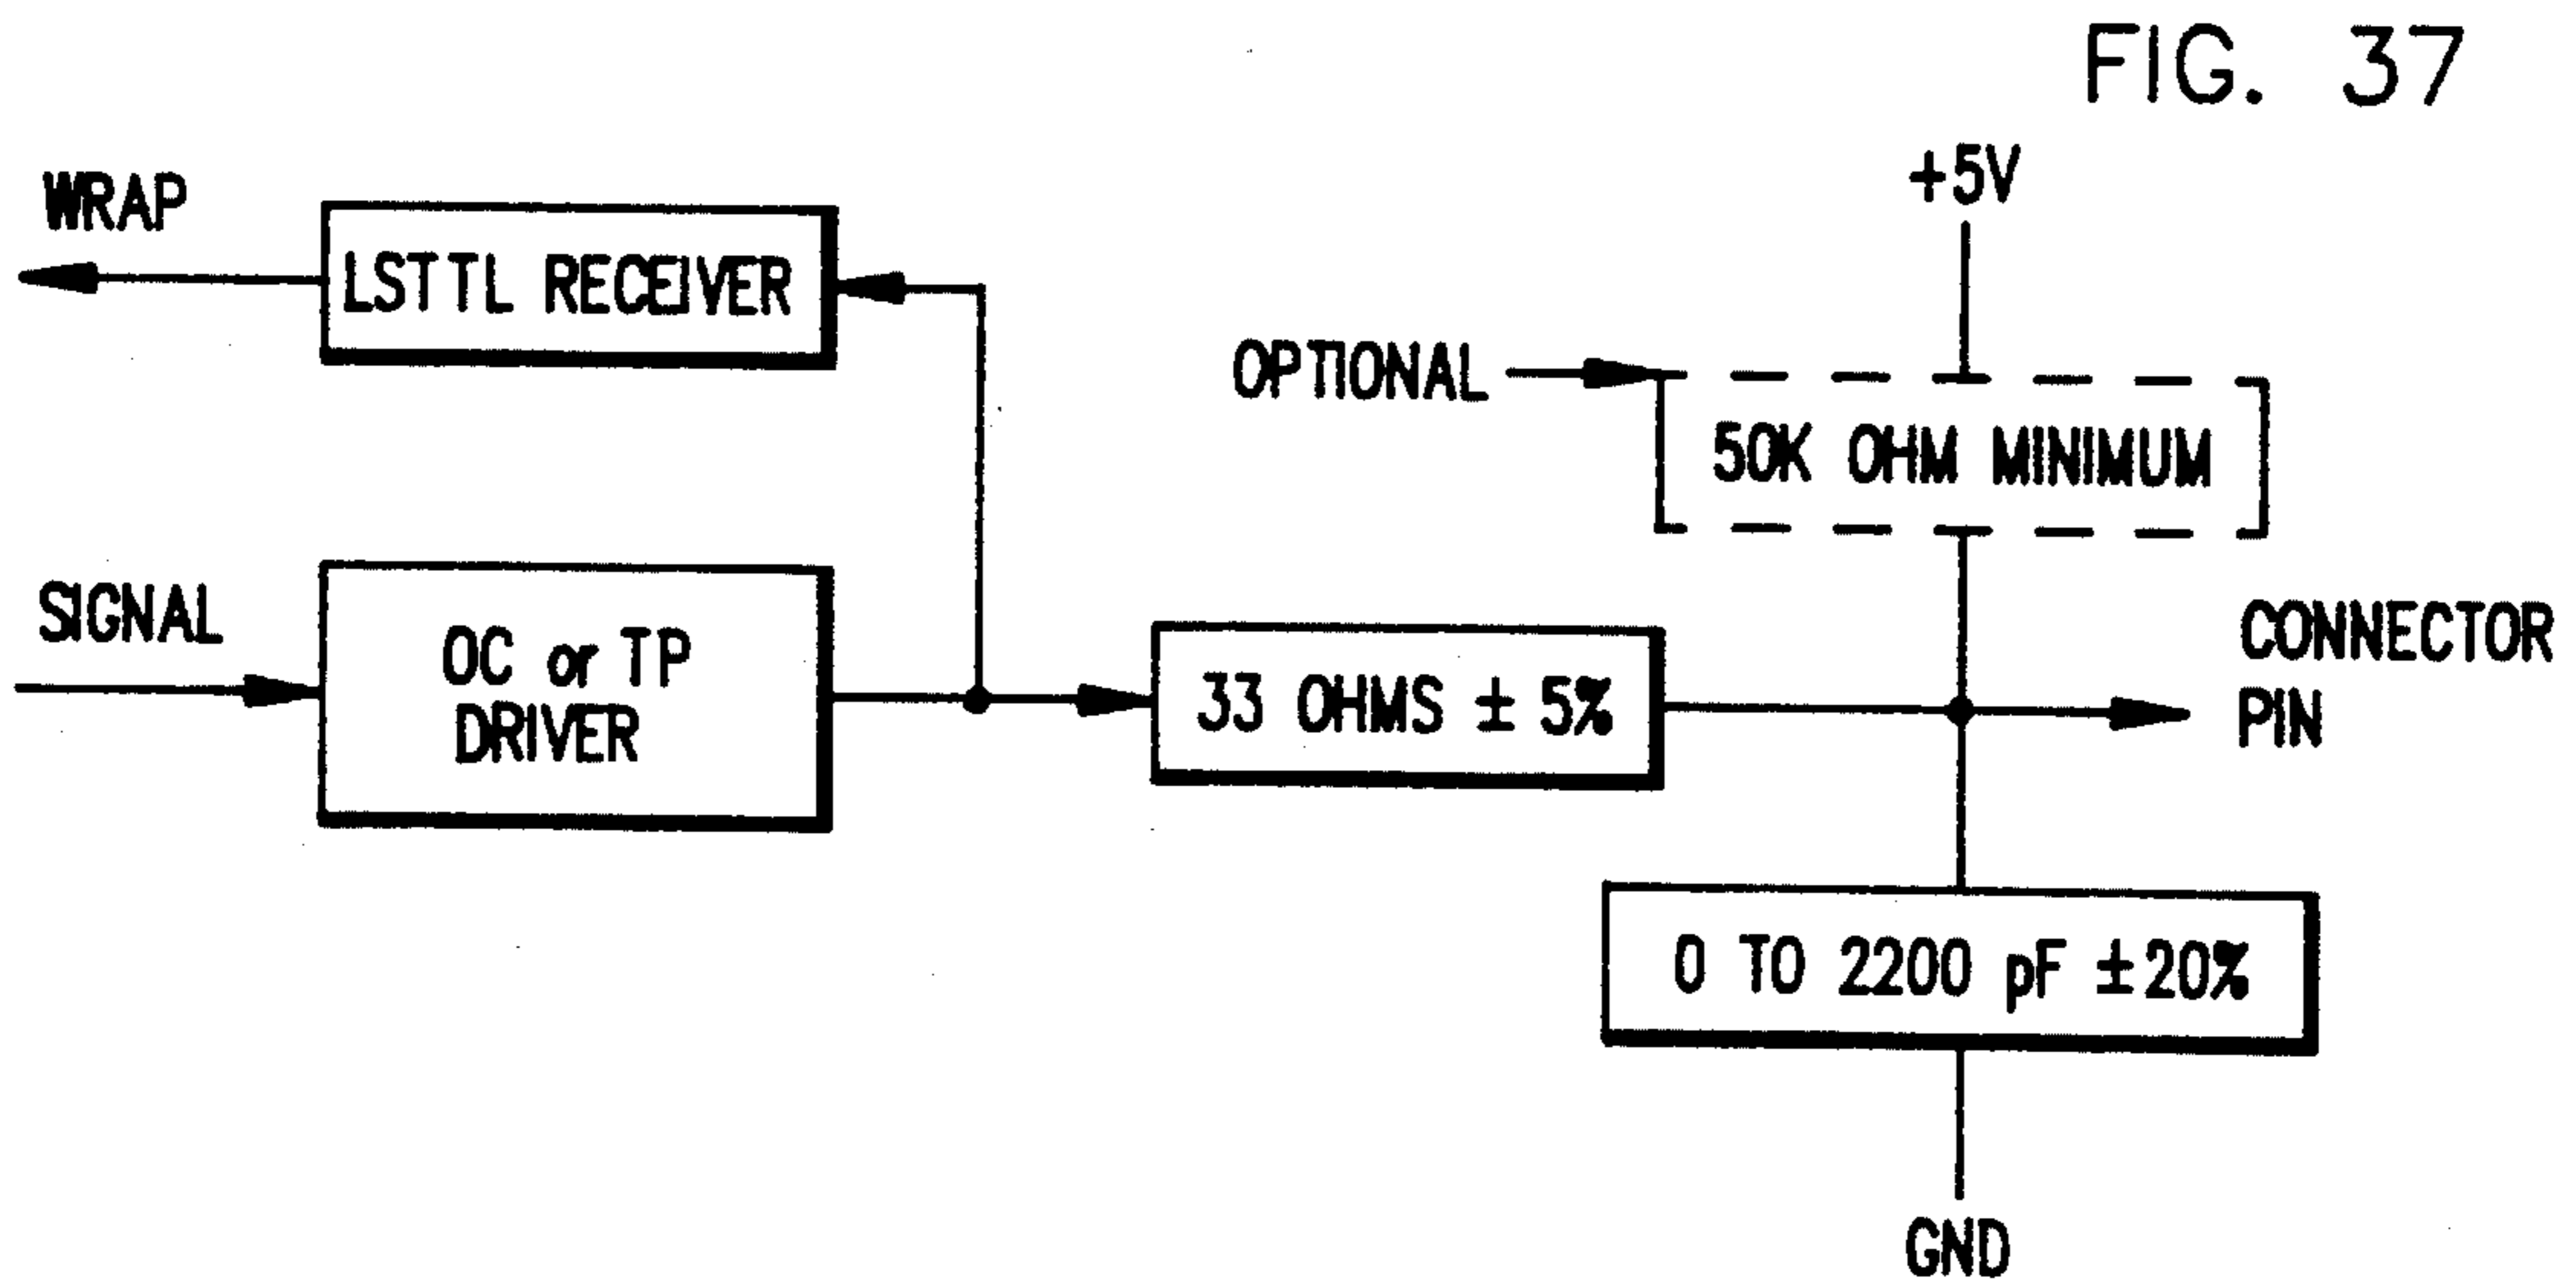 FIG. 37
+5V
WRAP
LSTTL RECEIVER
OPTIONAL
50K OHM MINIMUM
SIGNAL
OC or TP
DRIVER
33 OHMS ± 5%
CONNECTOR
PIN
0 TO 2200 pF ±20%
GND